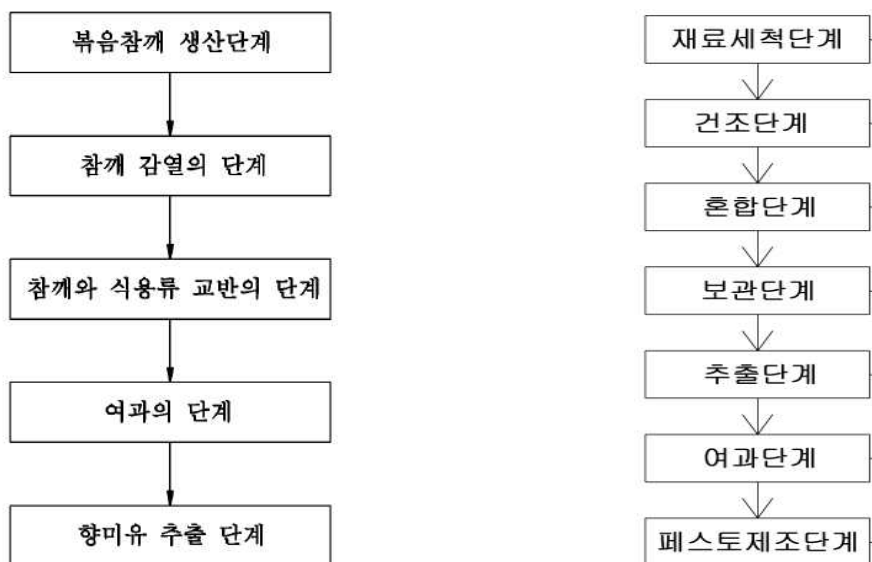 볶음참깨 생산단계
참깨 감열의 단계
참깨와 식용류 교반의 단계
여과의 단계
향미유 추출 단계
재료세척단계
건조단계
혼합단계
보관단계
추출단계
여과단계
페스토제조단계